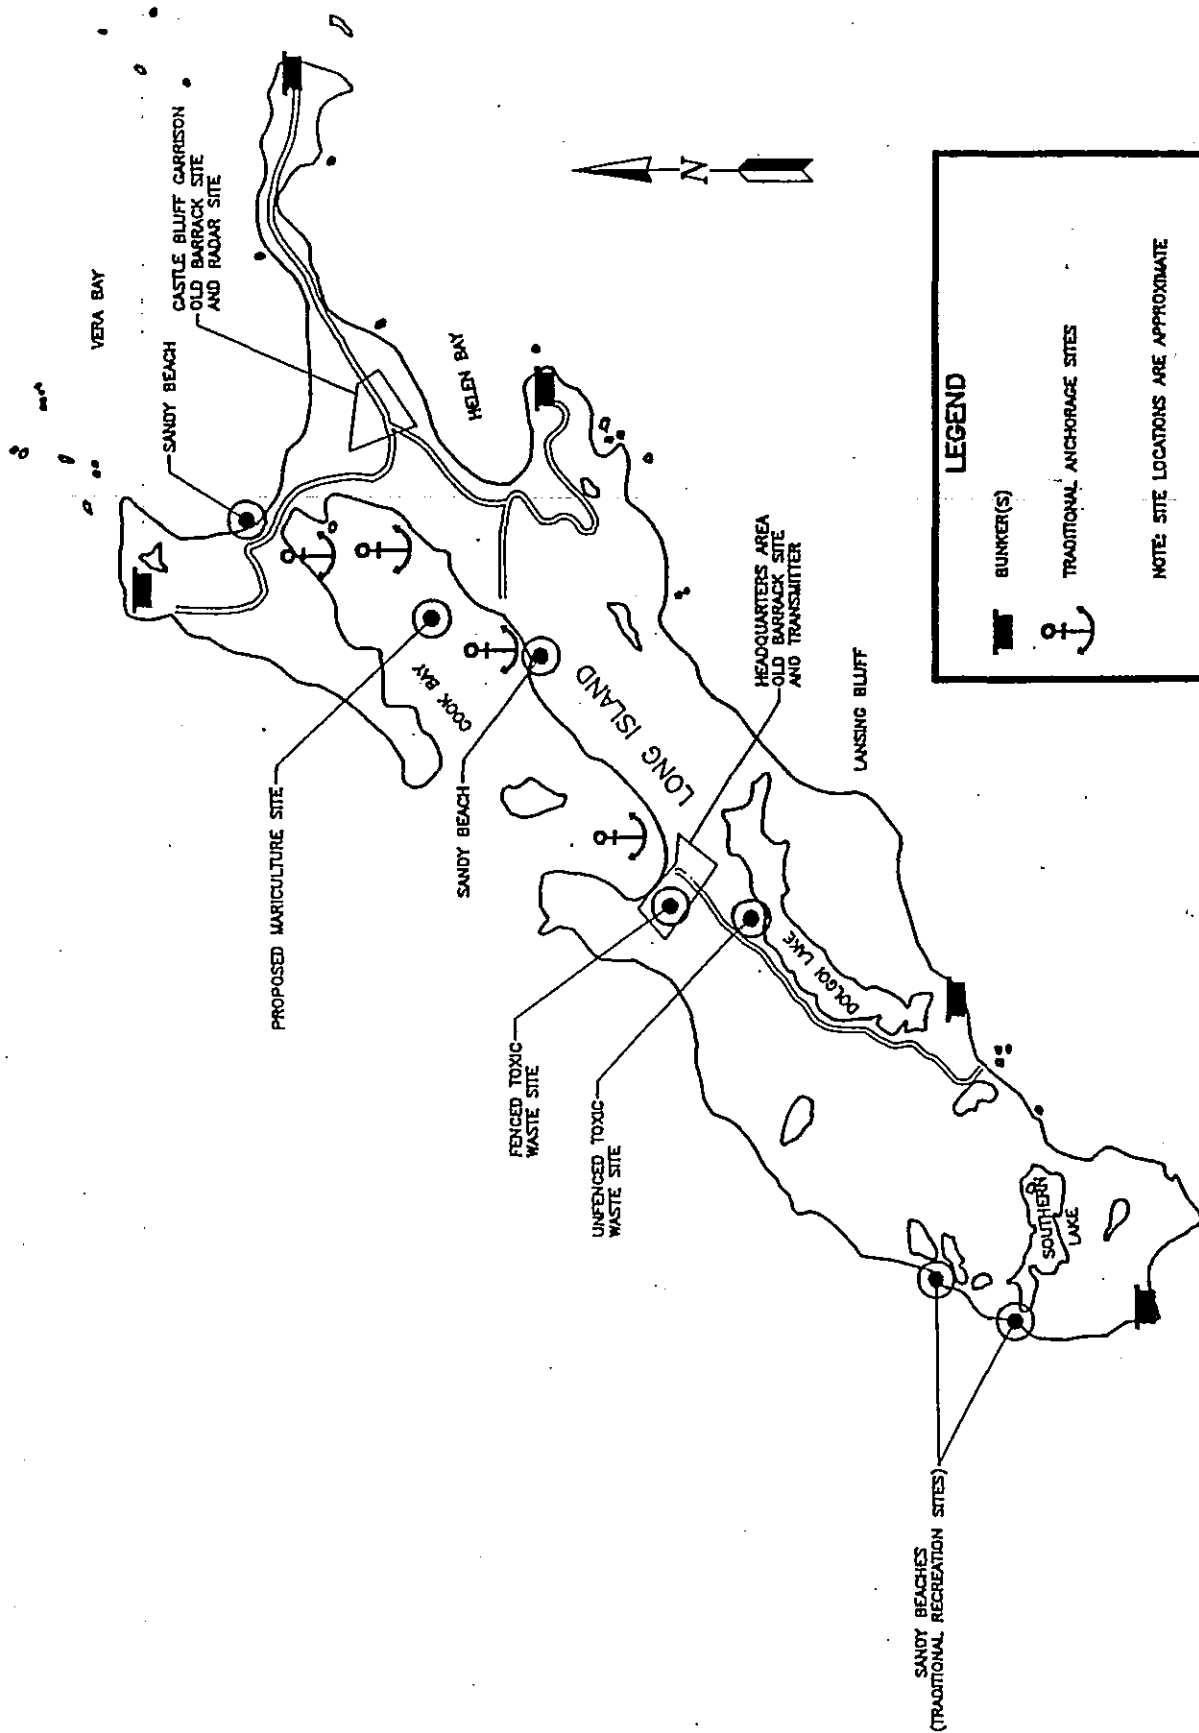 VERA BAY
SANDY BEACH
CASTLE BLUFF GARRISON
OLD BARRACK SITE
AND RADAR SITE
HELEN BAY
PROPOSED MARICULTURE SITE
COOK BAY
SANDY BEACH
LONG ISLAND
HEADQUARTERS AREA
OLD BARRACK SITE
AND TRANSMITTER
LANSING BLUFF
FENCED TOXIC
WASTE SITE
UNFENCED TOXIC
WASTE SITE
DOLGOI LAKE
SOUTHERN
LAKE
SANDY BEACHES
(TRADITIONAL RECREATION SITES)
N
LEGEND
BUNKER(S)
TRADITIONAL ANCHORAGE SITES
NOTE: SITE LOCATIONS ARE APPROXIMATE